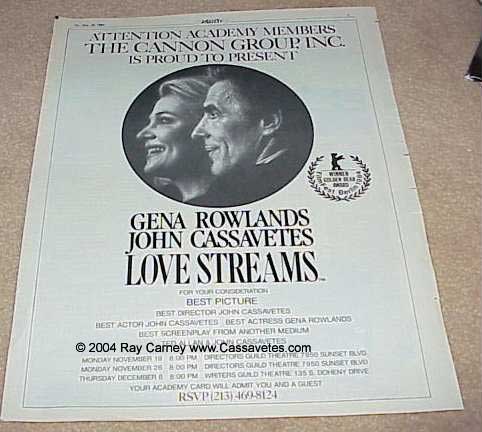 ATTENTION ACADEMY MEMBERS
THE CANNON GROUP, INC.
IS PROUD TO PRESENT
WINNER
GOLDEN BEAR
AWARD
GENA ROWLANDS
JOHN CASSAVETES
LOVE STREAMS
FOR YOUR CONSIDERATION
BEST PICTURE
BEST DIRECTOR JOHN CASSAVETES
BEST ACTOR JOHN CASSAVETES BEST ACTRESS GENA ROWLANDS
BEST SCREENPLAY FROM ANOTHER MEDIUM
© 2004 Ray Carney www.Cassavetes.com
MONDAY NOVEMBER 8:00 PM DIRECTORS GUILD THEATRE 7950 SUNSET BLVD
MONDAY NOVEMBER 26 8:00 PM DIRECTORS GUILD THEATRE 7950 SUNSET BLVD
THURSDAY DECEMBER 6 8:00 PM WRITERS GUILD THEATRE 135 S. DOHENY DRIVE
YOUR ACADEMY CARD WILL ADMIT YOU AND A GUEST
RSVP (213) 469-8124